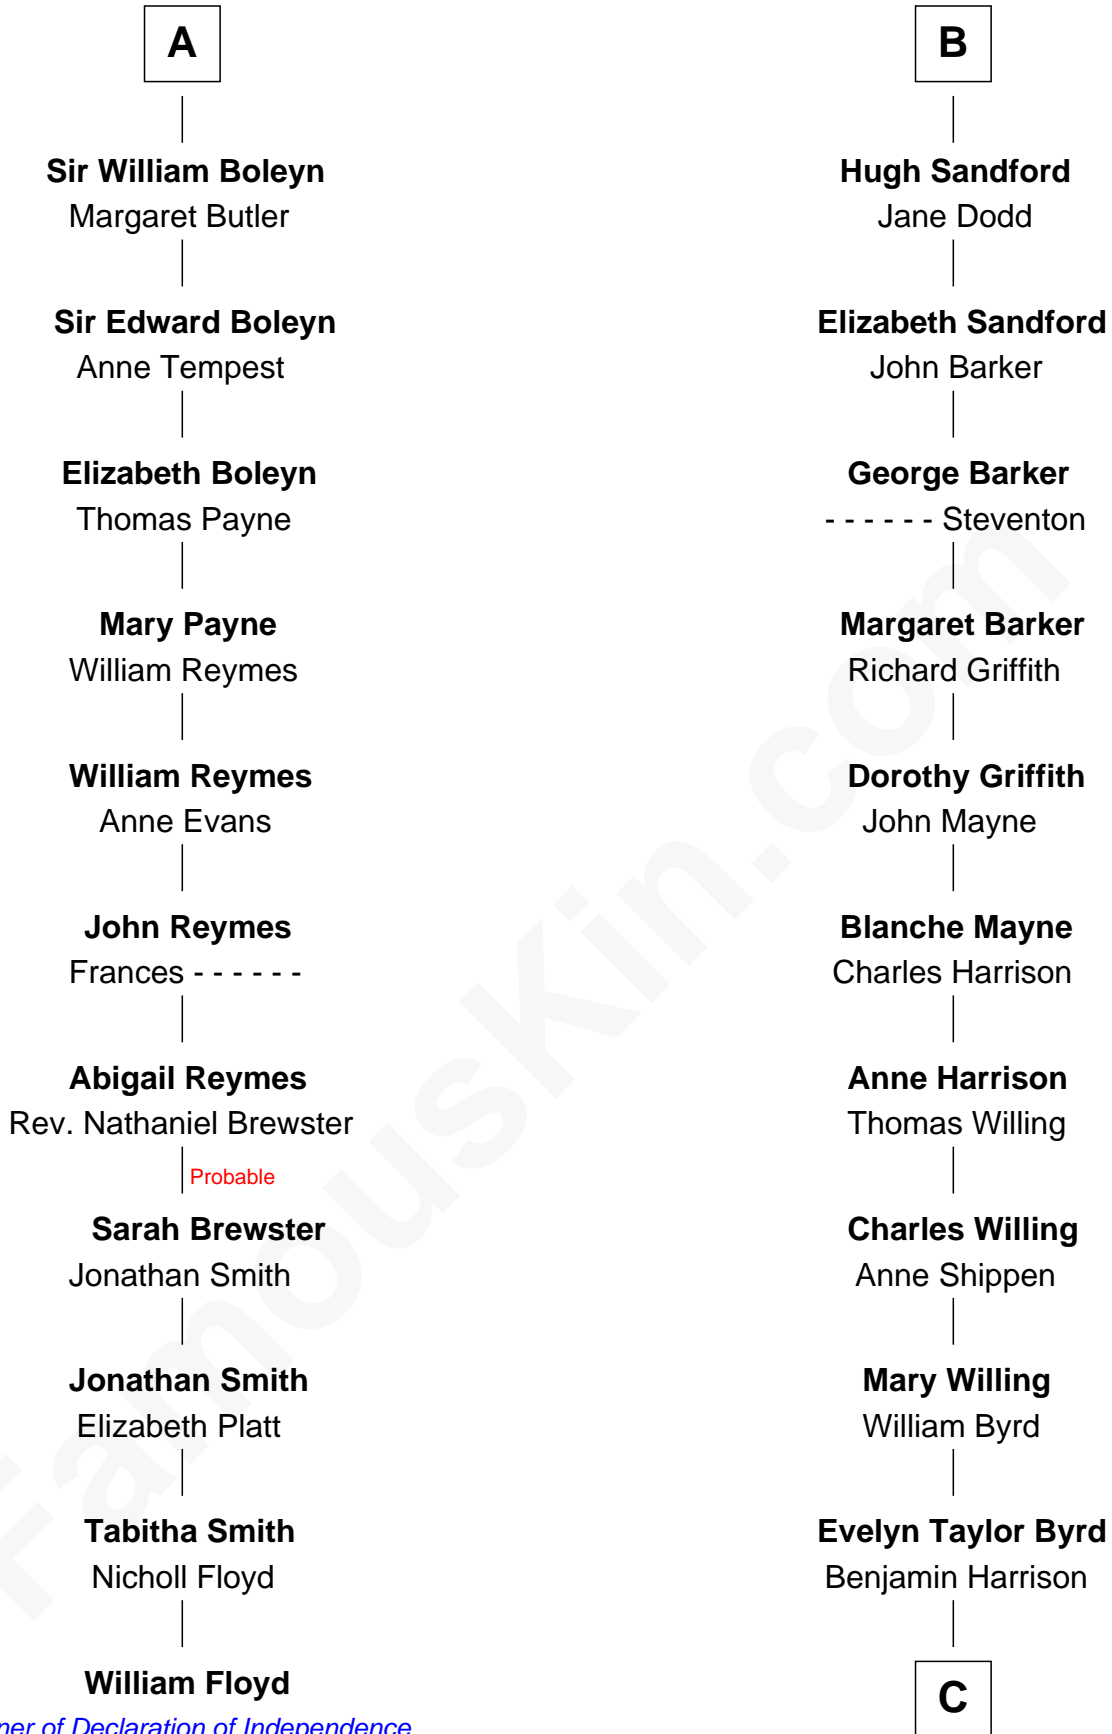 A
Sir William Boleyn
Margaret Butler
Sir Edward Boleyn
Anne Tempest
Elizabeth Boleyn
Thomas Payne
Mary Payne
William Reymes
William Reymes
Anne Evans
John Reymes
Frances - - - - - -
Abigail Reymes
Rev. Nathaniel Brewster
Probable
Sarah Brewster
Jonathan Smith
Jonathan Smith
Elizabeth Platt
Tabitha Smith
Nicholl Floyd
William Floyd
ner of Declaration of Independence
B
Hugh Sandford
Jane Dodd
Elizabeth Sandford
John Barker
George Barker
- - - - - - Steventon
Margaret Barker
Richard Griffith
Dorothy Griffith
John Mayne
Blanche Mayne
Charles Harrison
Anne Harrison
Thomas Willing
Charles Willing
Anne Shippen
Mary Willing
William Byrd
Evelyn Taylor Byrd
Benjamin Harrison
C
FamousKin.com